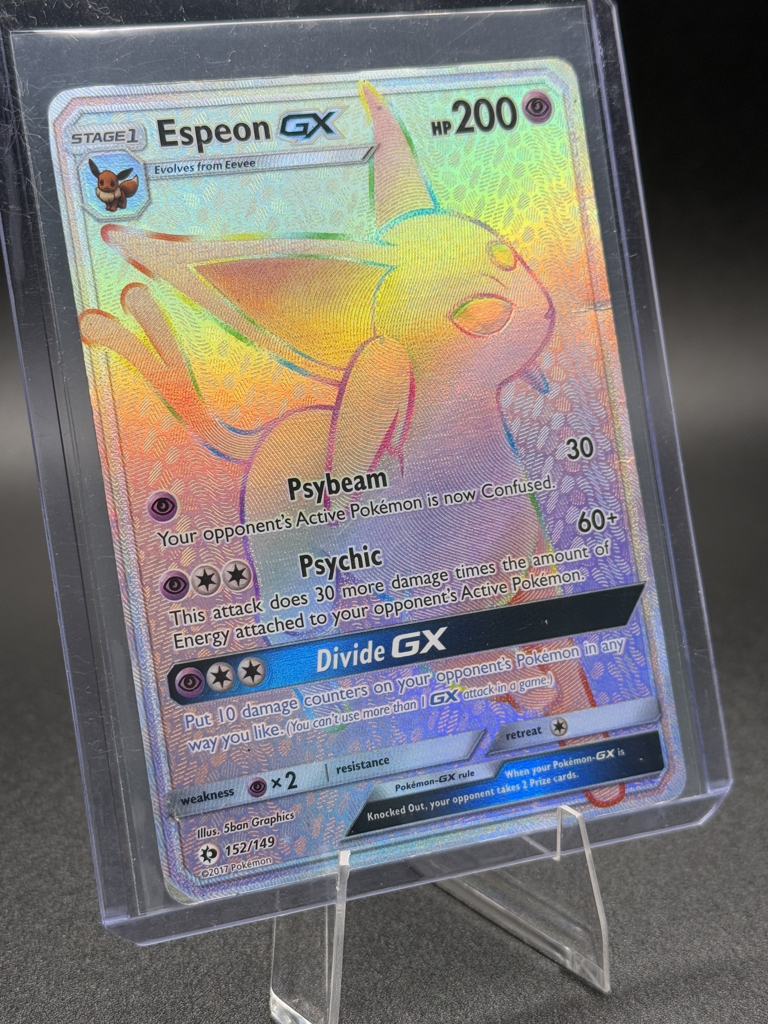 STAGE 1 Espeon GX HP 200
Evolves from Eevee
Psybeam 30
Your opponent's Active Pokémon is now Confused.
Psychic 60+
This attack does 30 more damage times the amount of
Energy attached to your opponent's Active Pokémon.
Divide GX
Put 10 damage counters on your opponent's Pokémon in any
way you like. (You can't use more than 1 GX attack in a game.)
weakness ×2 resistance retreat
Pokémon-GX rule When your Pokémon-GX is
Knocked Out, your opponent takes 2 Prize cards.
Illus. 5ban Graphics
152/149
©2017 Pokémon